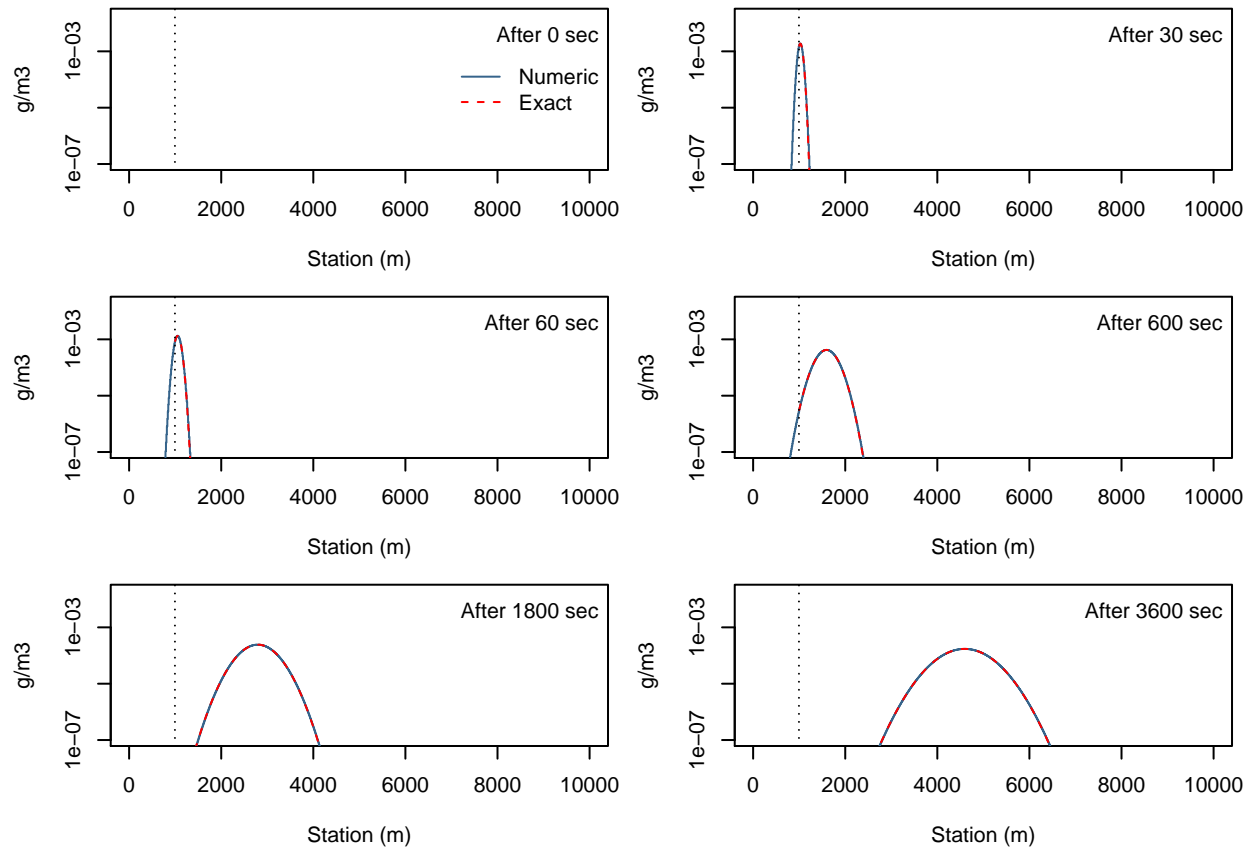 After 0 sec
g/m3
1e−03
1e−07
Numeric
Exact
0 2000 4000 6000 8000 10000
Station (m)
After 30 sec
g/m3
1e−03
1e−07
0 2000 4000 6000 8000 10000
Station (m)
After 60 sec
g/m3
1e−03
1e−07
0 2000 4000 6000 8000 10000
Station (m)
After 600 sec
g/m3
1e−03
1e−07
0 2000 4000 6000 8000 10000
Station (m)
After 1800 sec
g/m3
1e−03
1e−07
0 2000 4000 6000 8000 10000
Station (m)
After 3600 sec
g/m3
1e−03
1e−07
0 2000 4000 6000 8000 10000
Station (m)